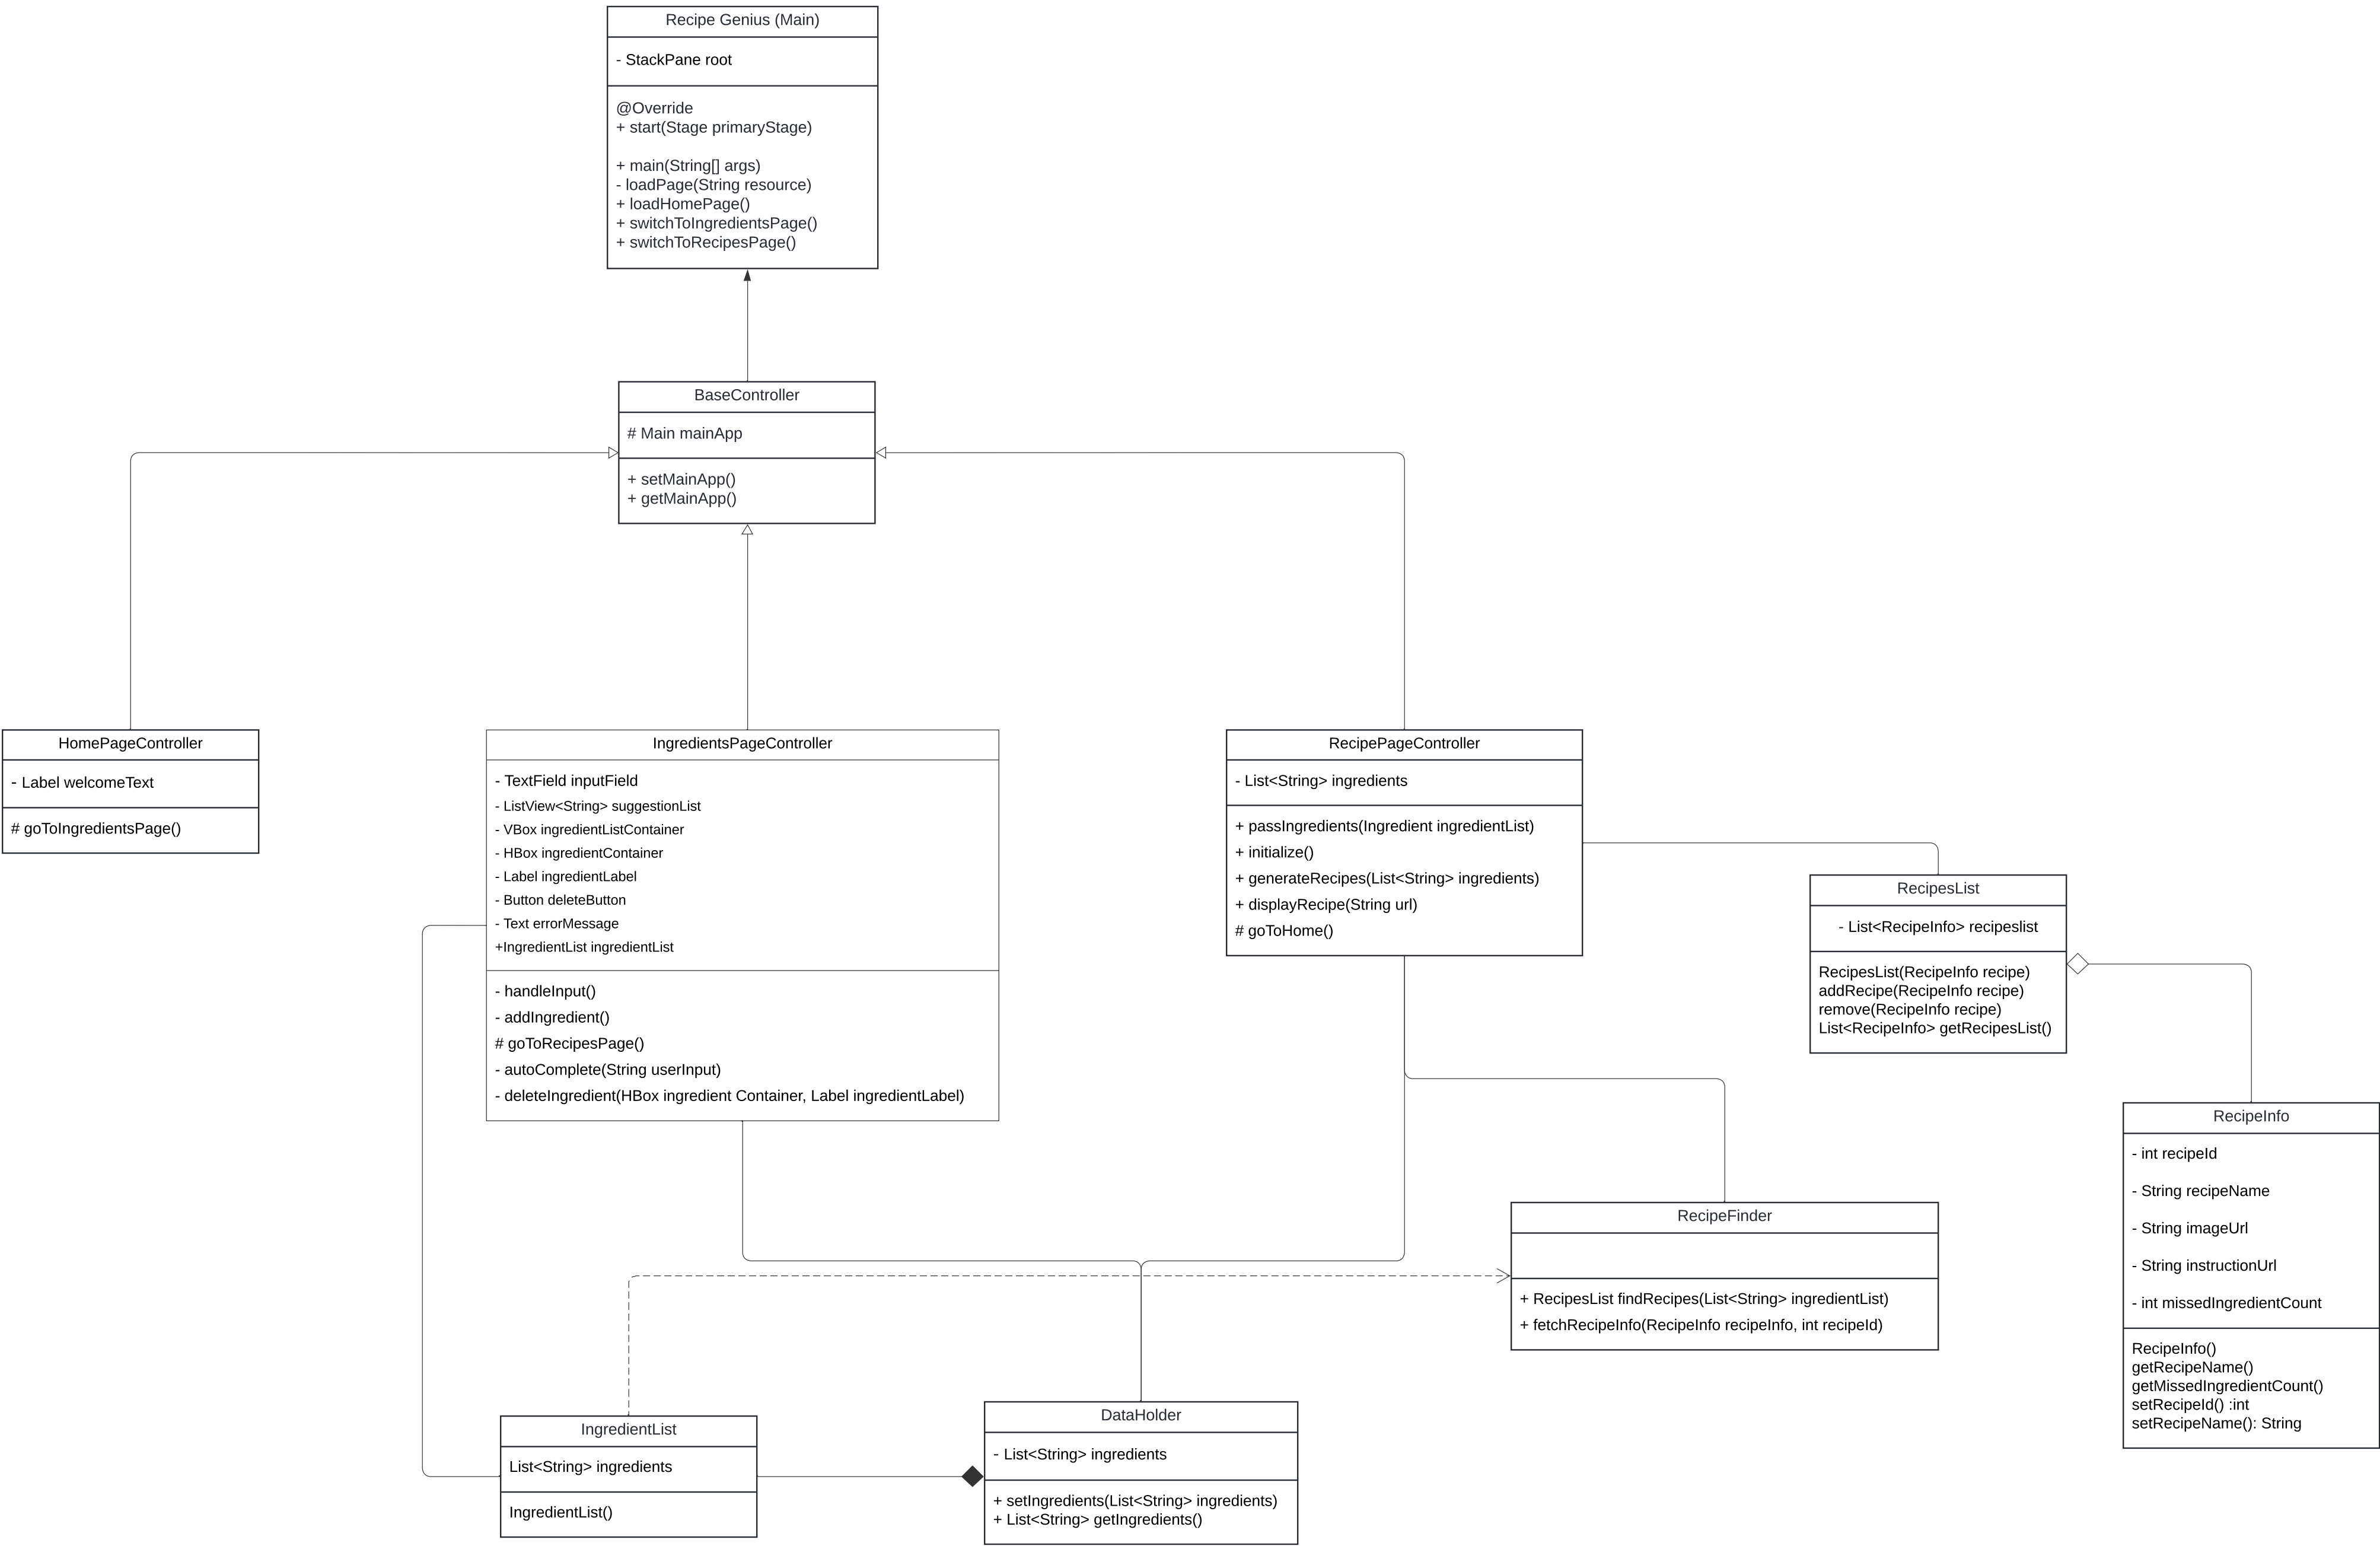 Recipe Genius (Main)
- StackPane root
@Override
+ start(Stage primaryStage)
+ main(String[] args)
- loadPage(String resource)
+ loadHomePage()
+ switchToIngredientsPage()
+ switchToRecipesPage()
BaseController
# Main mainApp
+ setMainApp()
+ getMainApp()
HomePageController
- Label welcomeText
# goToIngredientsPage()
IngredientsPageController
- TextField inputField
- ListView<String> suggestionList
- VBox ingredientListContainer
- HBox ingredientContainer
- Label ingredientLabel
- Button deleteButton
- Text errorMessage
+IngredientList ingredientList
- handleInput()
- addIngredient()
# goToRecipesPage()
- autoComplete(String userInput)
- deleteIngredient(HBox ingredient Container, Label ingredientLabel)
RecipePageController
- List<String> ingredients
+ passIngredients(Ingredient ingredientList)
+ initialize()
+ generateRecipes(List<String> ingredients)
+ displayRecipe(String url)
# goToHome()
RecipesList
- List<RecipeInfo> recipeslist
RecipesList(RecipeInfo recipe)
addRecipe(RecipeInfo recipe)
remove(RecipeInfo recipe)
List<RecipeInfo> getRecipesList()
RecipeInfo
- int recipeId
- String recipeName
- String imageUrl
- String instructionUrl
- int missedIngredientCount
RecipeInfo()
getRecipeName()
getMissedIngredientCount()
setRecipeId() :int
setRecipeName(): String
RecipeFinder
+ RecipesList findRecipes(List<String> ingredientList)
+ fetchRecipeInfo(RecipeInfo recipeInfo, int recipeId)
IngredientList
List<String> ingredients
IngredientList()
DataHolder
- List<String> ingredients
+ setIngredients(List<String> ingredients)
+ List<String> getIngredients()